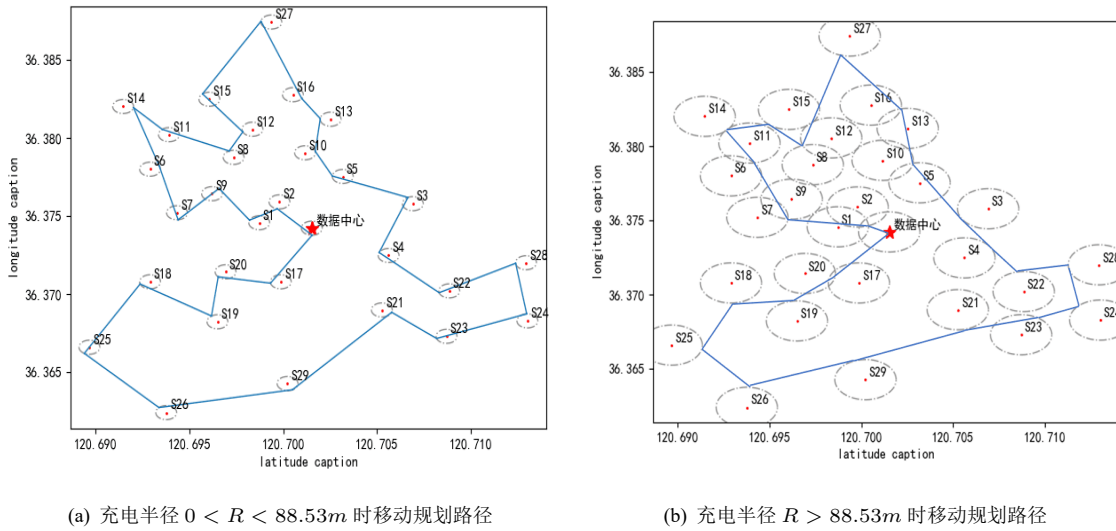 S27
36.385
S16
S15
S14
S13
S12
S11
36.380
S10
S8
S6
S5
S9
S3
S2
S7
36.375
S1
数据中心
S4
S28
S20
S18
S17
S22
36.370
S21
S19
S24
S23
S25
36.365
S29
S26
120.690 120.695 120.700 120.705 120.710
latitude caption
longitude caption
(a) 充电半径 0 < R < 88.53m 时移动规划路径
S27
36.385
S16
S15
S14
S13
S12
S11
36.380
S10
S8
S6
S5
S9
S3
S2
S7
36.375
S1
数据中心
S4
S28
S20
S18
S17
S22
36.370
S21
S19
S24
S23
S25
36.365
S29
S26
120.690 120.695 120.700 120.705 120.710
latitude caption
longitude caption
(b) 充电半径 R > 88.53m 时移动规划路径